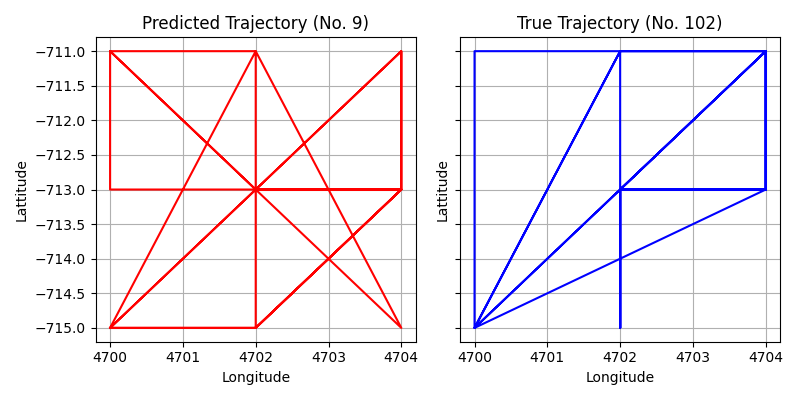 Predicted Trajectory (No. 9)
True Trajectory (No. 102)
Lattitude
−711.0
−711.5
−712.0
−712.5
−713.0
−713.5
−714.0
−714.5
−715.0
4700 4701 4702 4703 4704
Longitude
Lattitude
4700 4701 4702 4703 4704
Longitude